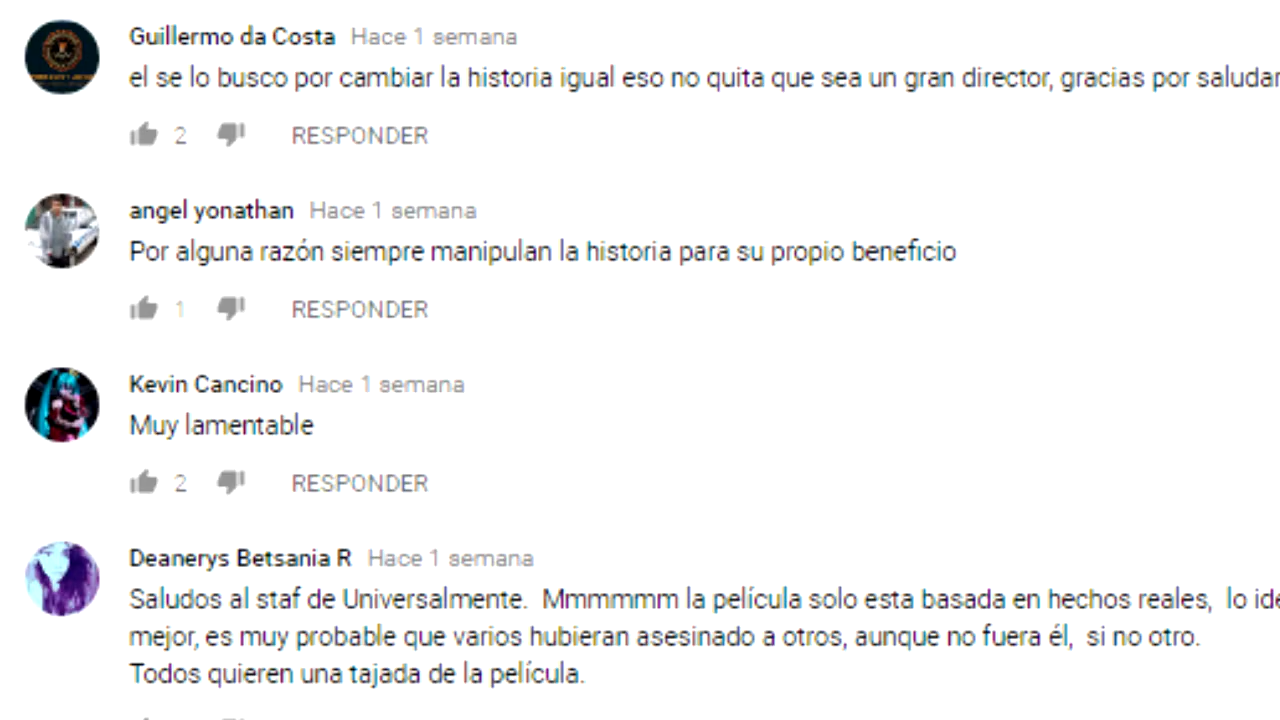 Guillermo da Costa Hace 1 semana
el se lo busco por cambiar la historia igual eso no quita que sea un gran director, gracias por saludar
2 RESPONDER
angel yonathan Hace 1 semana
Por alguna razón siempre manipulan la historia para su propio beneficio
1 RESPONDER
Kevin Cancino Hace 1 semana
Muy lamentable
2 RESPONDER
Deanerys Betsania R Hace 1 semana
Saludos al staf de Universalmente. Mmmmmm la película solo esta basada en hechos reales, lo
mejor, es muy probable que varios hubieran asesinado a otros, aunque no fuera él, si no otro.
Todos quieren una tajada de la película.